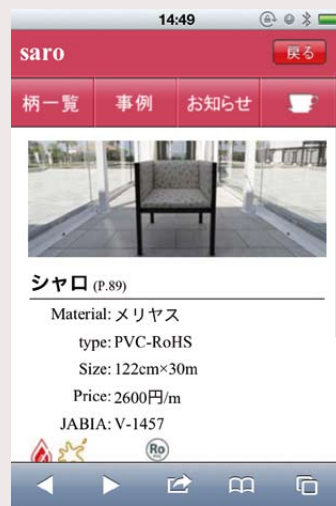 14:49
saro
戻る
柄一覧 事例 お知らせ
シャロ (P.89)
Material: メリヤス
type: PVC-RoHS
Size: 122cm×30m
Price: 2600円/m
JABIA: V-1457
Ro